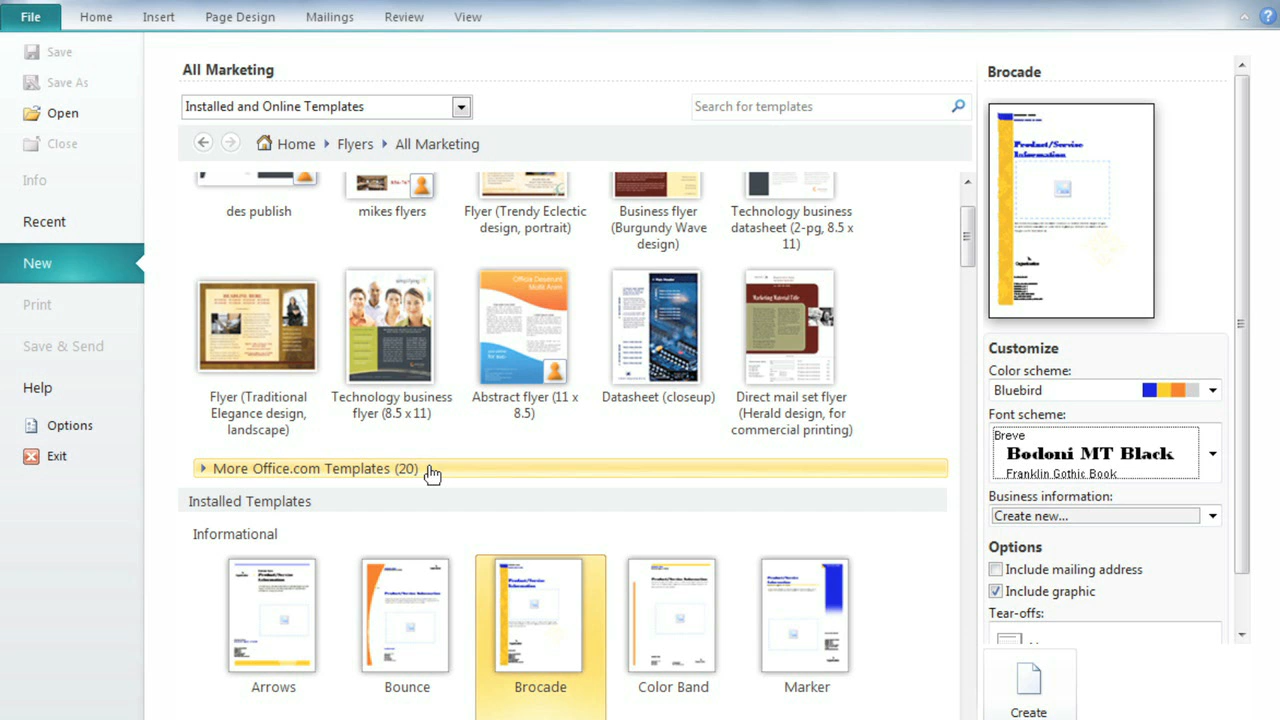 File
Home
Insert
Page Design
Mailings
Review
View
Save
Save As
Open
Close
Info
Recent
New
Print
Save & Send
Help
Options
Exit
All Marketing
Installed and Online Templates
Search for templates
Home
Flyers
All Marketing
des publish
mikes flyers
Flyer (Trendy Eclectic
design, portrait)
Business flyer
(Burgundy Wave
design)
Technology business
datasheet (2-pg, 8.5 x
11)
Flyer (Traditional
Elegance design,
landscape)
Technology business
flyer (8.5 x 11)
Abstract flyer (11 x
8.5)
Datasheet (closeup)
Direct mail set flyer
(Herald design, for
commercial printing)
More Office.com Templates (20)
Installed Templates
Informational
Arrows
Bounce
Brocade
Color Band
Marker
Brocade
Product/Service
Information
Customize
Color scheme:
Bluebird
Font scheme:
Breve
Bodoni MT Black
Franklin Gothic Book
Business information:
Create new...
Options
Include mailing address
Include graphic
Tear-offs:
Create